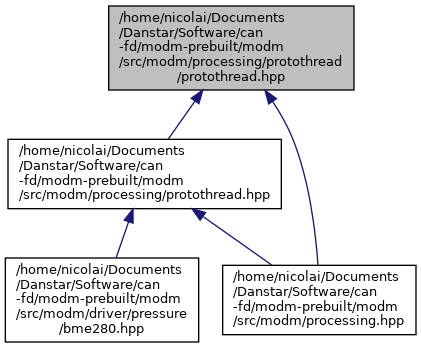 /home/nicolai/Documents
/Danstar/Software/can
-fd/modm-prebuilt/modm
/src/modm/processing/protothread
/protothread.hpp
/home/nicolai/Documents
/Danstar/Software/can
-fd/modm-prebuilt/modm
/src/modm/processing/protothread.hpp
/home/nicolai/Documents
/Danstar/Software/can
-fd/modm-prebuilt/modm
/src/modm/driver/pressure
/bme280.hpp
/home/nicolai/Documents
/Danstar/Software/can
-fd/modm-prebuilt/modm
/src/modm/processing.hpp